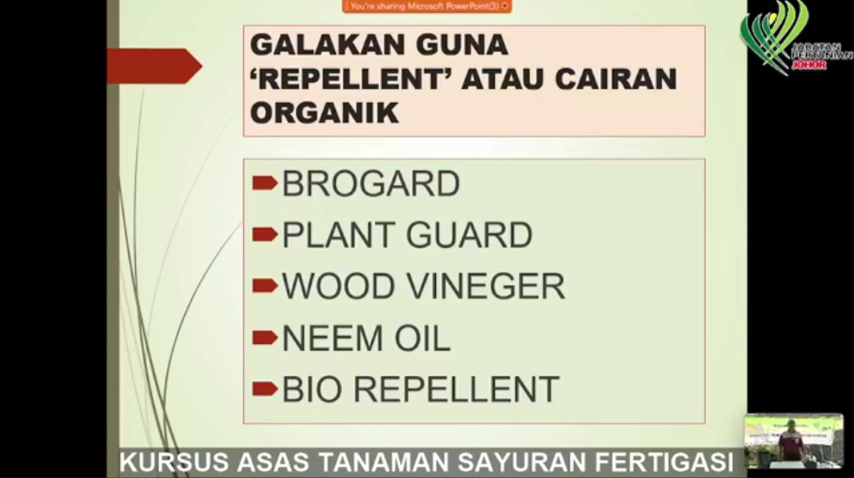 You're sharing Microsoft PowerPoint(3)
GALAKAN GUNA
'REPELLENT' ATAU CAIRAN
ORGANIK
JABATAN
PERTANIAN
JOHOR
BROGARD
PLANT GUARD
WOOD VINEGER
NEEM OIL
BIO REPELLENT
KURSUS ASAS TANAMAN SAYURAN FERTIGASI